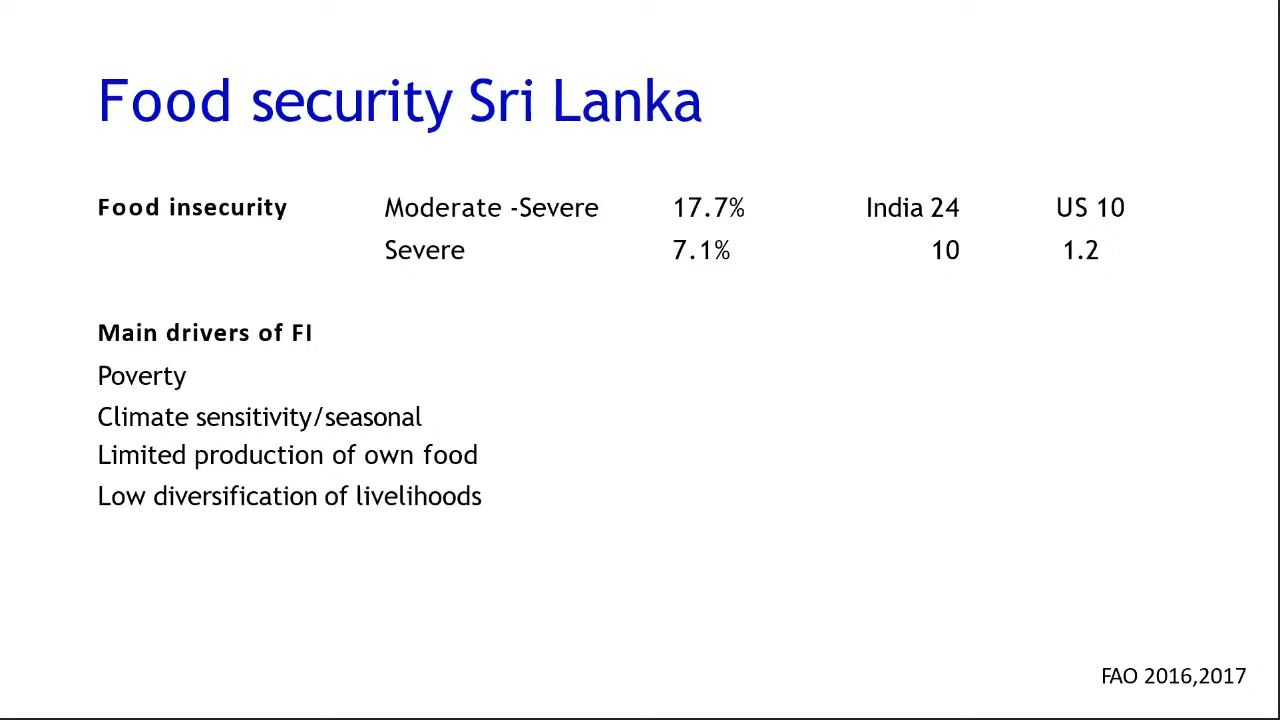 Food security Sri Lanka
Food insecurity Moderate -Severe 17.7% India 24 US 10
Severe 7.1% 10 1.2
Main drivers of FI
Poverty
Climate sensitivity/seasonal
Limited production of own food
Low diversification of livelihoods
FAO 2016,2017